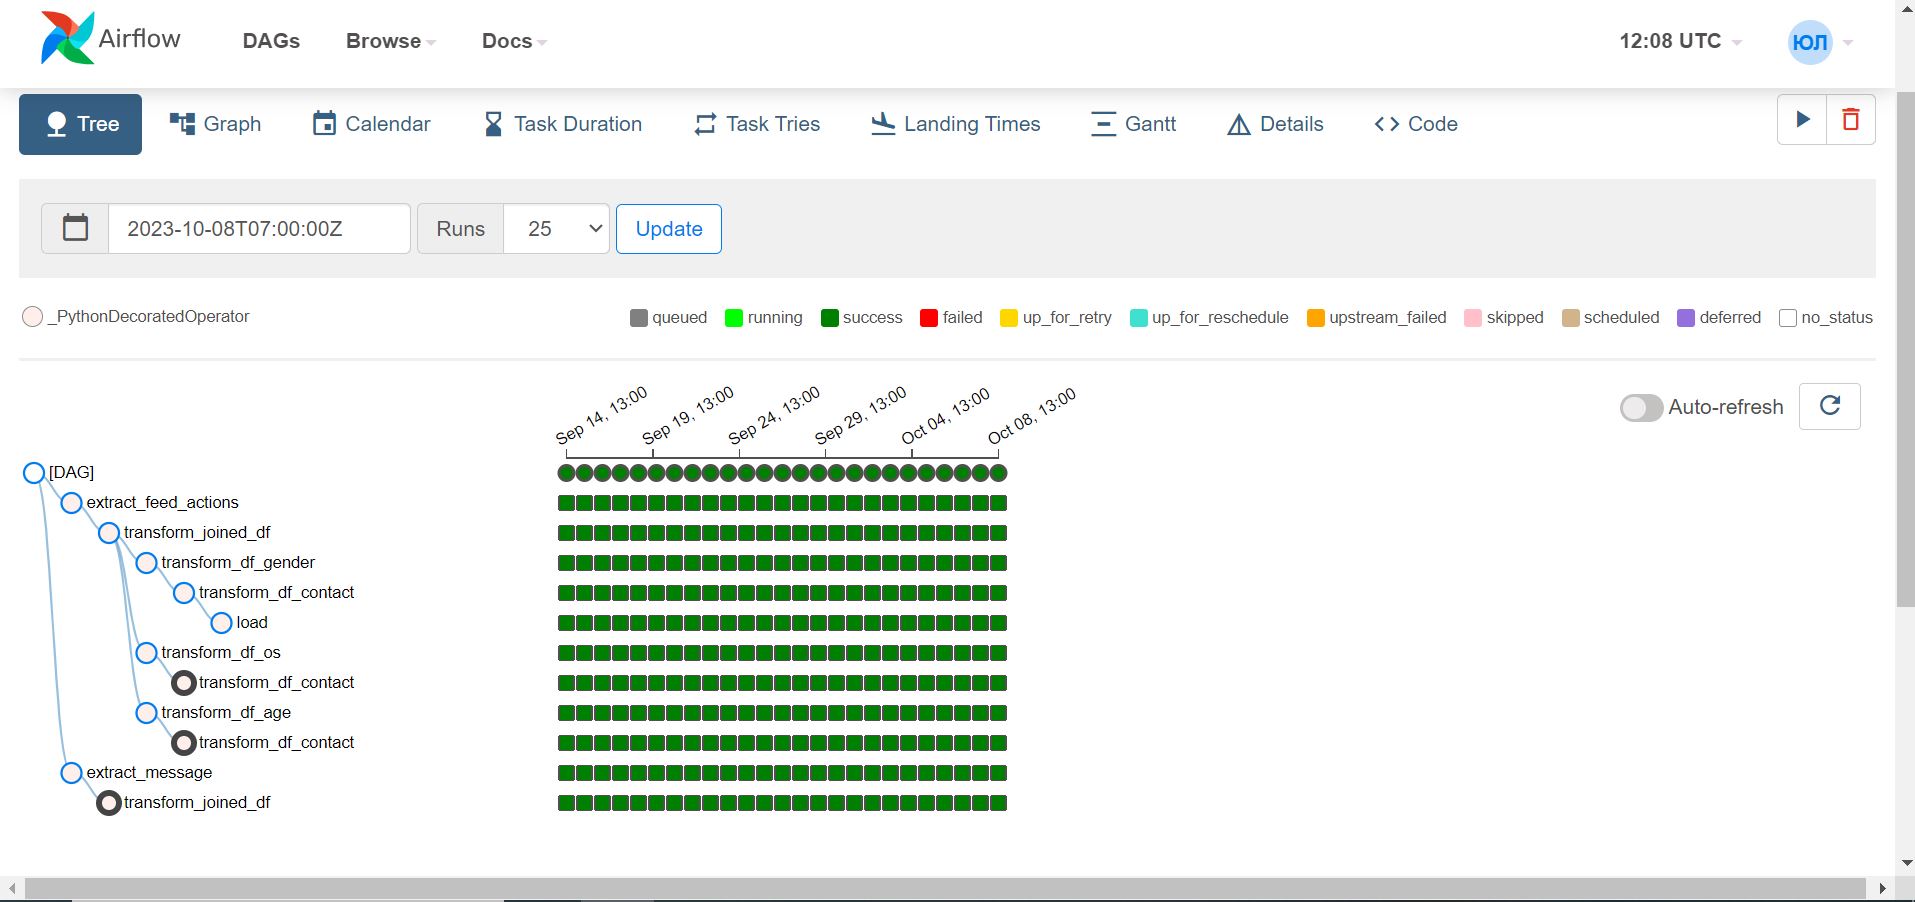 Airflow DAGs Browse Docs 12:08 UTC ЮЛ
Tree Graph Calendar Task Duration Task Tries Landing Times Gantt Details <> Code
2023-10-08T07:00:00Z Runs 25 Update
_PythonDecoratedOperator queued running success failed up_for_retry up_for_reschedule upstream_failed skipped scheduled deferred no_status
Sep 14, 13:00 Sep 19, 13:00 Sep 24, 13:00 Sep 29, 13:00 Oct 04, 13:00 Oct 08, 13:00
Auto-refresh
[DAG]
extract_feed_actions
transform_joined_df
transform_df_gender
transform_df_contact
load
transform_df_os
transform_df_contact
transform_df_age
transform_df_contact
extract_message
transform_joined_df